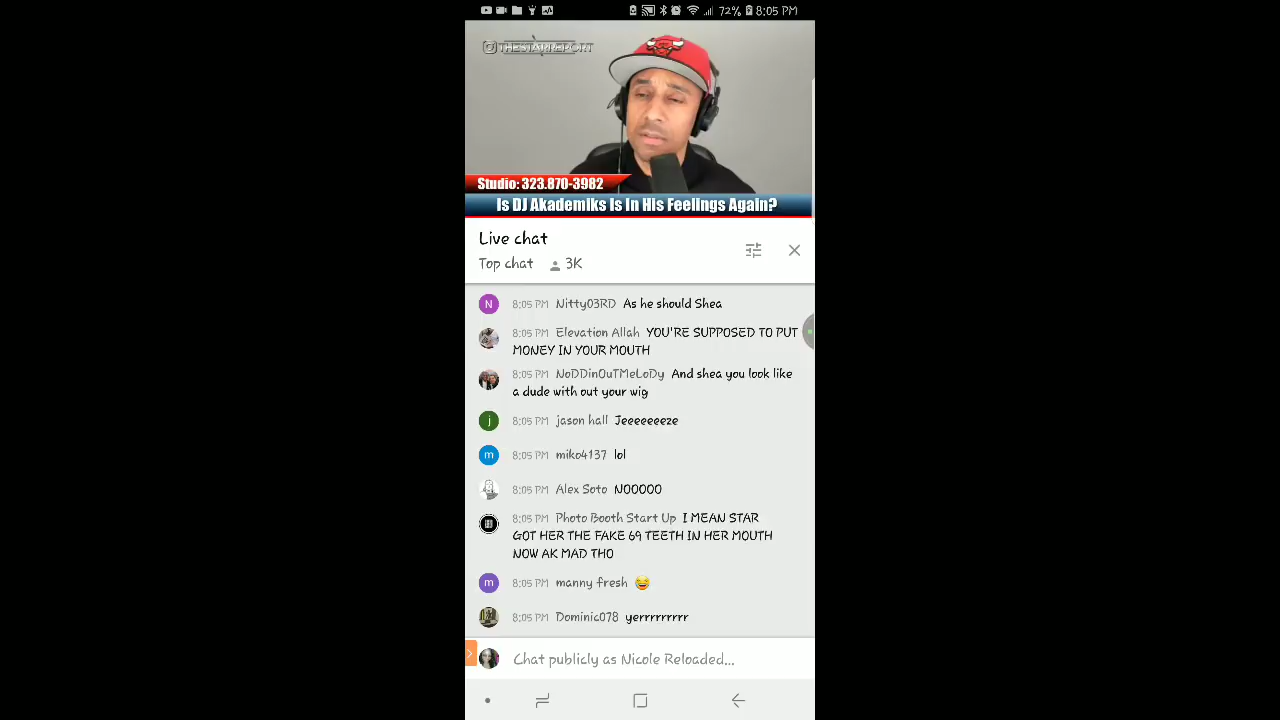 72% 8:05 PM
THESTARREPORT
Studio: 323.870-3982
Is DJ Akademiks Is In His Feelings Again?
Live chat
Top chat 3K
N 8:05 PM Nitty03RD As he should Shea
8:05 PM Elevation Allah YOU'RE SUPPOSED TO PUT
MONEY IN YOUR MOUTH
8:05 PM NoDDinOuTMeLoDy And shea you look like
a dude with out your wig
j 8:05 PM jason hall Jeeeeeeze
m 8:05 PM miko4137 lol
8:05 PM Alex Soto NOOOOO
8:05 PM Photo Booth Start Up I MEAN STAR
GOT HER THE FAKE 69 TEETH IN HER MOUTH
NOW AK MAD THO
m 8:05 PM manny fresh 😂
8:05 PM Dominic078 yerrrrrrrrr
Chat publicly as Nicole Reloaded...